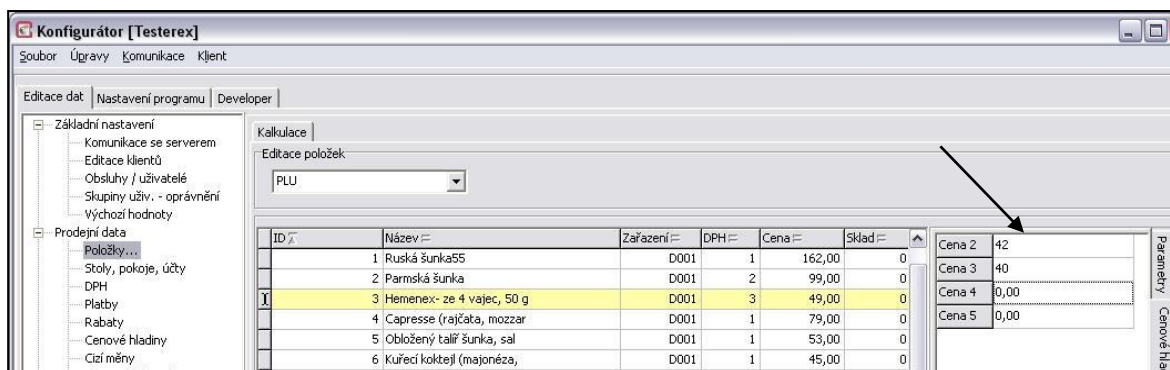 Konfigurátor [Testerex]
Soubor Úpravy Komunikace Klient
Editace dat Nastavení programu Developer
Základní nastavení
Komunikace se serverem
Editace klientů
Obsluhy / uživatelé
Skupiny uživ. - oprávnění
Výchozí hodnoty
Prodejní data
Položky...
Stoly, pokoje, účty
DPH
Platby
Rabaty
Cenové hladiny
Cizí měny
Kalkulace
Editace položek
PLU
ID Název Zařazení DPH Cena Sklad
1 Ruská šunka55 D001 1 162,00 0
2 Parmská šunka D001 2 99,00 0
3 Hemenex- ze 4 vajec, 50 g D001 3 49,00 0
4 Capresse (rajčata, mozzar D001 1 79,00 0
5 Obložený talíř šunka, sal D001 1 53,00 0
6 Kuřecí koktejl (majonéza, D001 1 45,00 0
Cena 2 42
Cena 3 40
Cena 4 0,00
Cena 5 0,00
Parametry
Cenové hla